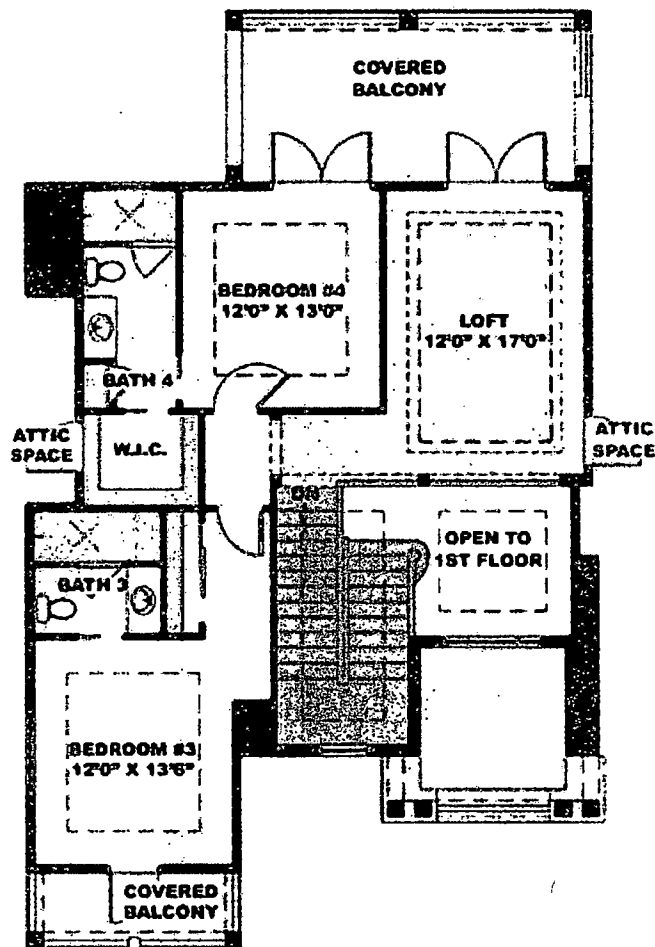 COVERED
BALCONY
BEDROOM #4
12'0" X 13'0"
LOFT
12'0" X 17'0"
BATH 4
ATTIC
SPACE
W.I.C.
ATTIC
SPACE
DN
OPEN TO
1ST FLOOR
BATH 3
BEDROOM #3
12'0" X 13'6"
COVERED
BALCONY